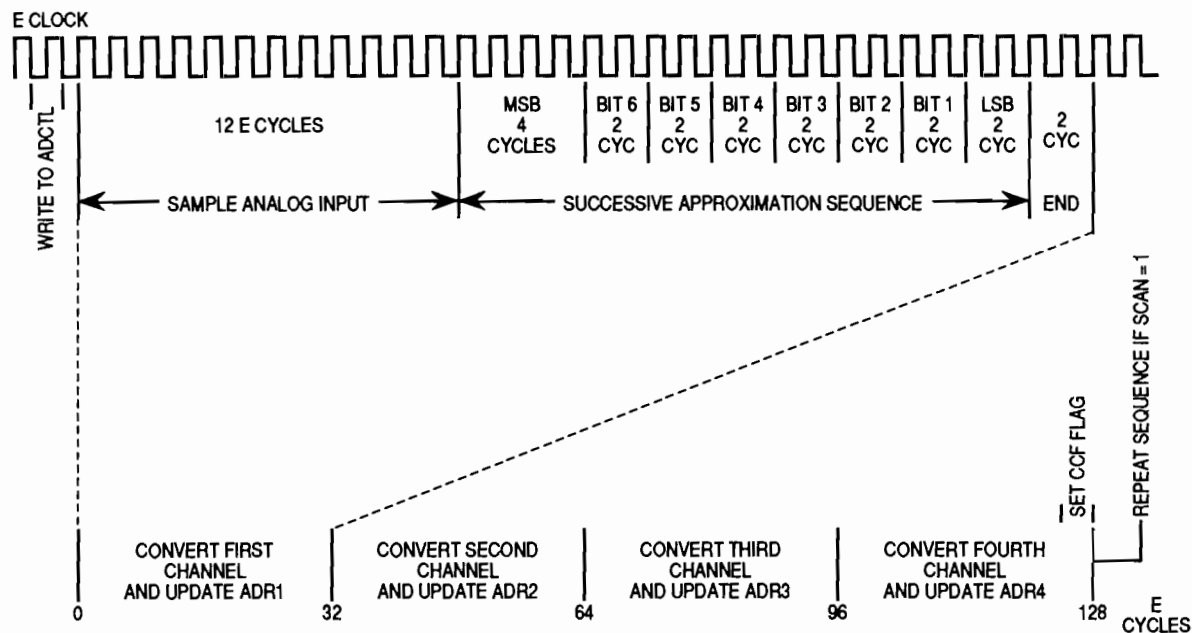 E CLOCK
WRITE TO ADCTL
12 E CYCLES
MSB
4
CYCLES
BIT 6
2
CYC
BIT 5
2
CYC
BIT 4
2
CYC
BIT 3
2
CYC
BIT 2
2
CYC
BIT 1
2
CYC
LSB
2
CYC
2
CYC
SAMPLE ANALOG INPUT
SUCCESSIVE APPROXIMATION SEQUENCE
END
SET CCF FLAG
REPEAT SEQUENCE IF SCAN = 1
CONVERT FIRST
CHANNEL
AND UPDATE ADR1
CONVERT SECOND
CHANNEL
AND UPDATE ADR2
CONVERT THIRD
CHANNEL
AND UPDATE ADR3
CONVERT FOURTH
CHANNEL
AND UPDATE ADR4
0
32
64
96
128
E
CYCLES